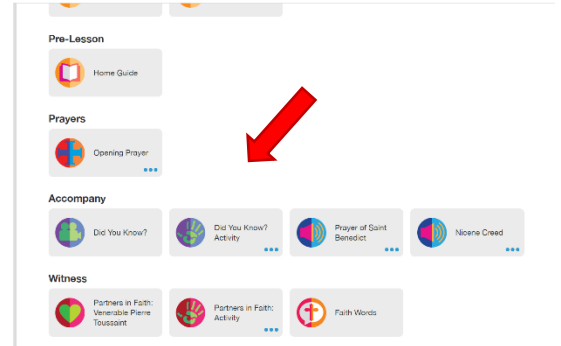 Pre-Lesson
Home Guide
Prayers
Opening Prayer
Accompany
Did You Know?
Did You Know?
Activity
Prayer of Saint
Benedict
Nicene Creed
Witness
Partners in Faith:
Venerable Pierre
Toussaint
Partners in Faith:
Activity
Faith Words